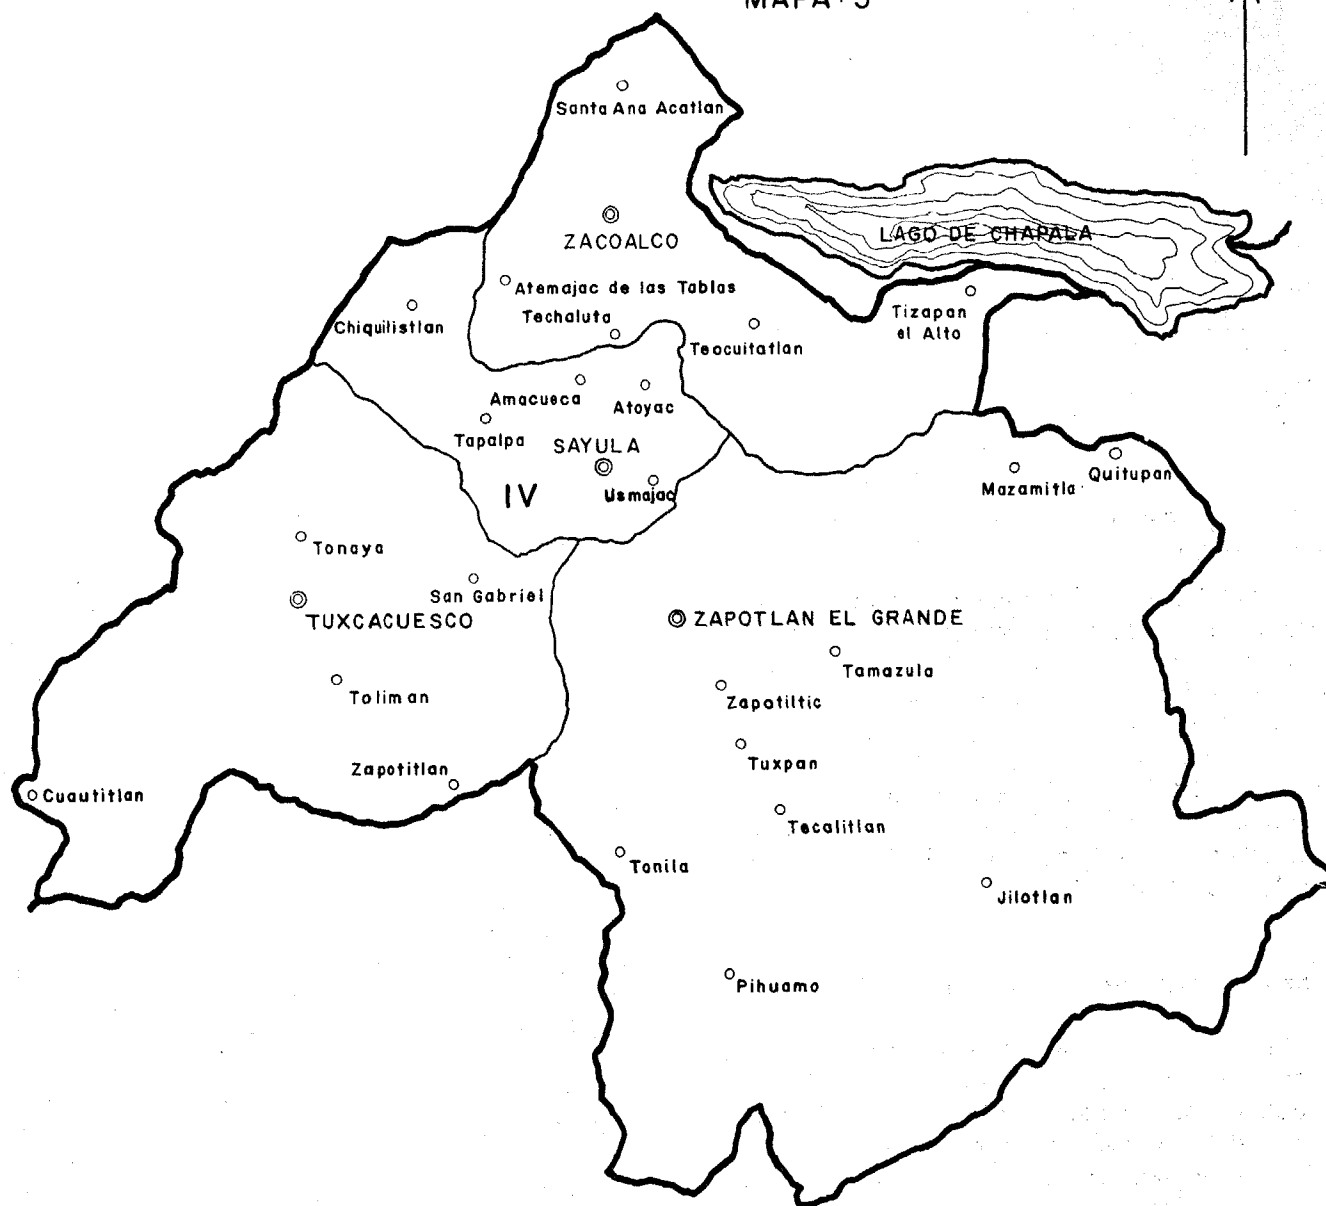 MAPA · 5
Santa Ana Acatlan
ZACOALCO
LAGO DE CHAPALA
Atemajac de las Tablas
Techaluta
Chiquilistlan
Teocuitatlan
Tizapan
el Alto
Amacueca
Atoyac
Tapalpa
SAYULA
IV
Usmajac
Mazamitla
Quitupan
Tonaya
San Gabriel
TUXCACUESCO
ZAPOTLAN EL GRANDE
Tamazula
Toliman
Zapotiltic
Tuxpan
Zapotitlan
Cuautitlan
Tecalitlan
Tonila
Jilotlan
Pihuamo